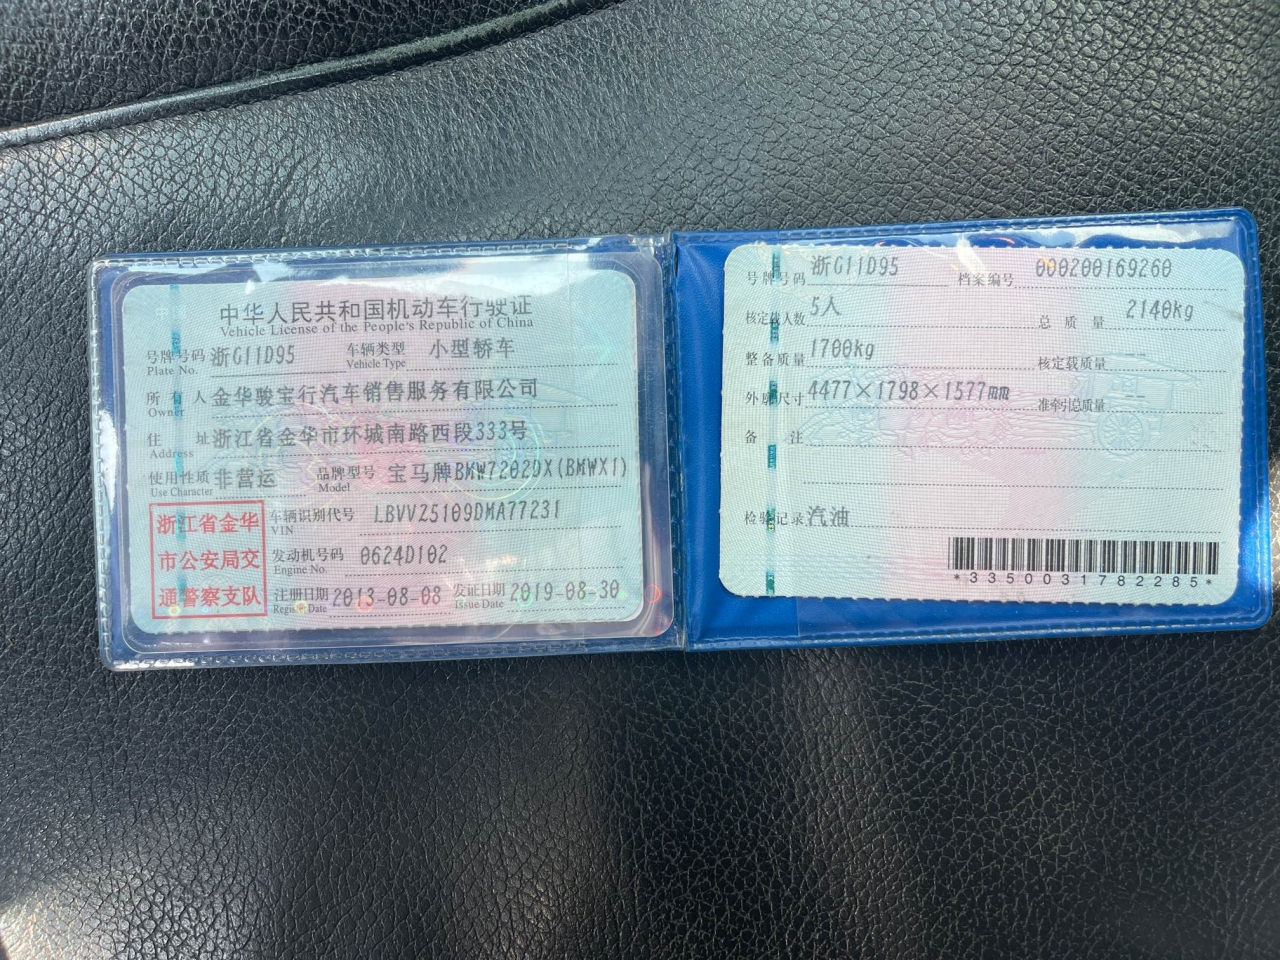 中华人民共和国机动车行驶证
Vehicle License of the People's Republic of China
号牌号码 浙G11D95 车辆类型 小型轿车
Plate No. Vehicle Type
所有人 金华骏宝行汽车销售服务有限公司
Owner
住址 浙江省金华市环城南路西段333号
Address
使用性质 非营运 品牌型号 宝马牌BMW7202DX(BMWX1)
Use Character Model
浙江省金华
市公安局交
通警察支队
车辆识别代号 LBVVZ5109DMA77231
VIN
发动机号码 0624D102
Engine No.
注册日期 2013-08-08 发证日期 2019-08-30
Register Date Issue Date
号牌号码 浙G11D95 档案编号 000200169260
核定载人数 5人 总质量 2140kg
整备质量 1700kg 核定载质量 --
外廓尺寸 4477×1798×1577mm 准牵引总质量 --
备注
检验记录 汽油
*3350031782285*